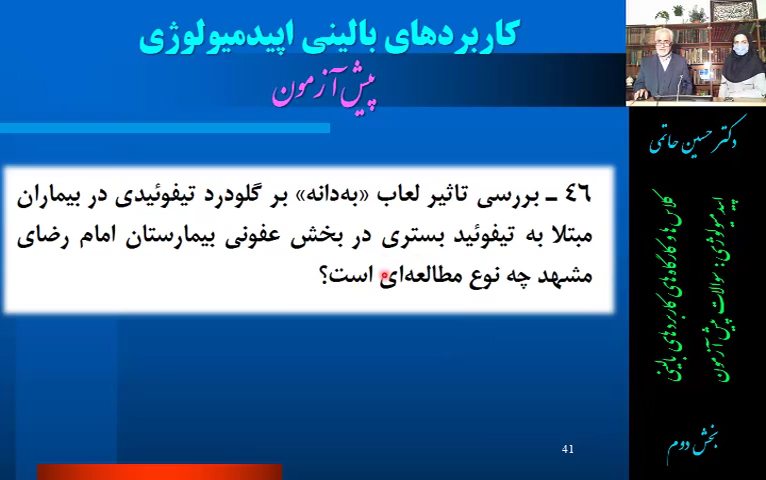 کاربردهای بالینی اپیدمیولوژی
پیش آزمون
۴۶ ـ بررسی تاثیر لعاب «به‌دانه» بر گلودرد تیفوئیدی در بیماران
مبتلا به تیفوئید بستری در بخش عفونی بیمارستان امام رضای
مشهد چه نوع مطالعه‌ای است؟
41
دکتر حسین حاتمی
اپیدمیولوژی: سوالات پیش آزمون
کلاس‌ها و کارگاه‌های کاربردهای بالینی
بخش دوم